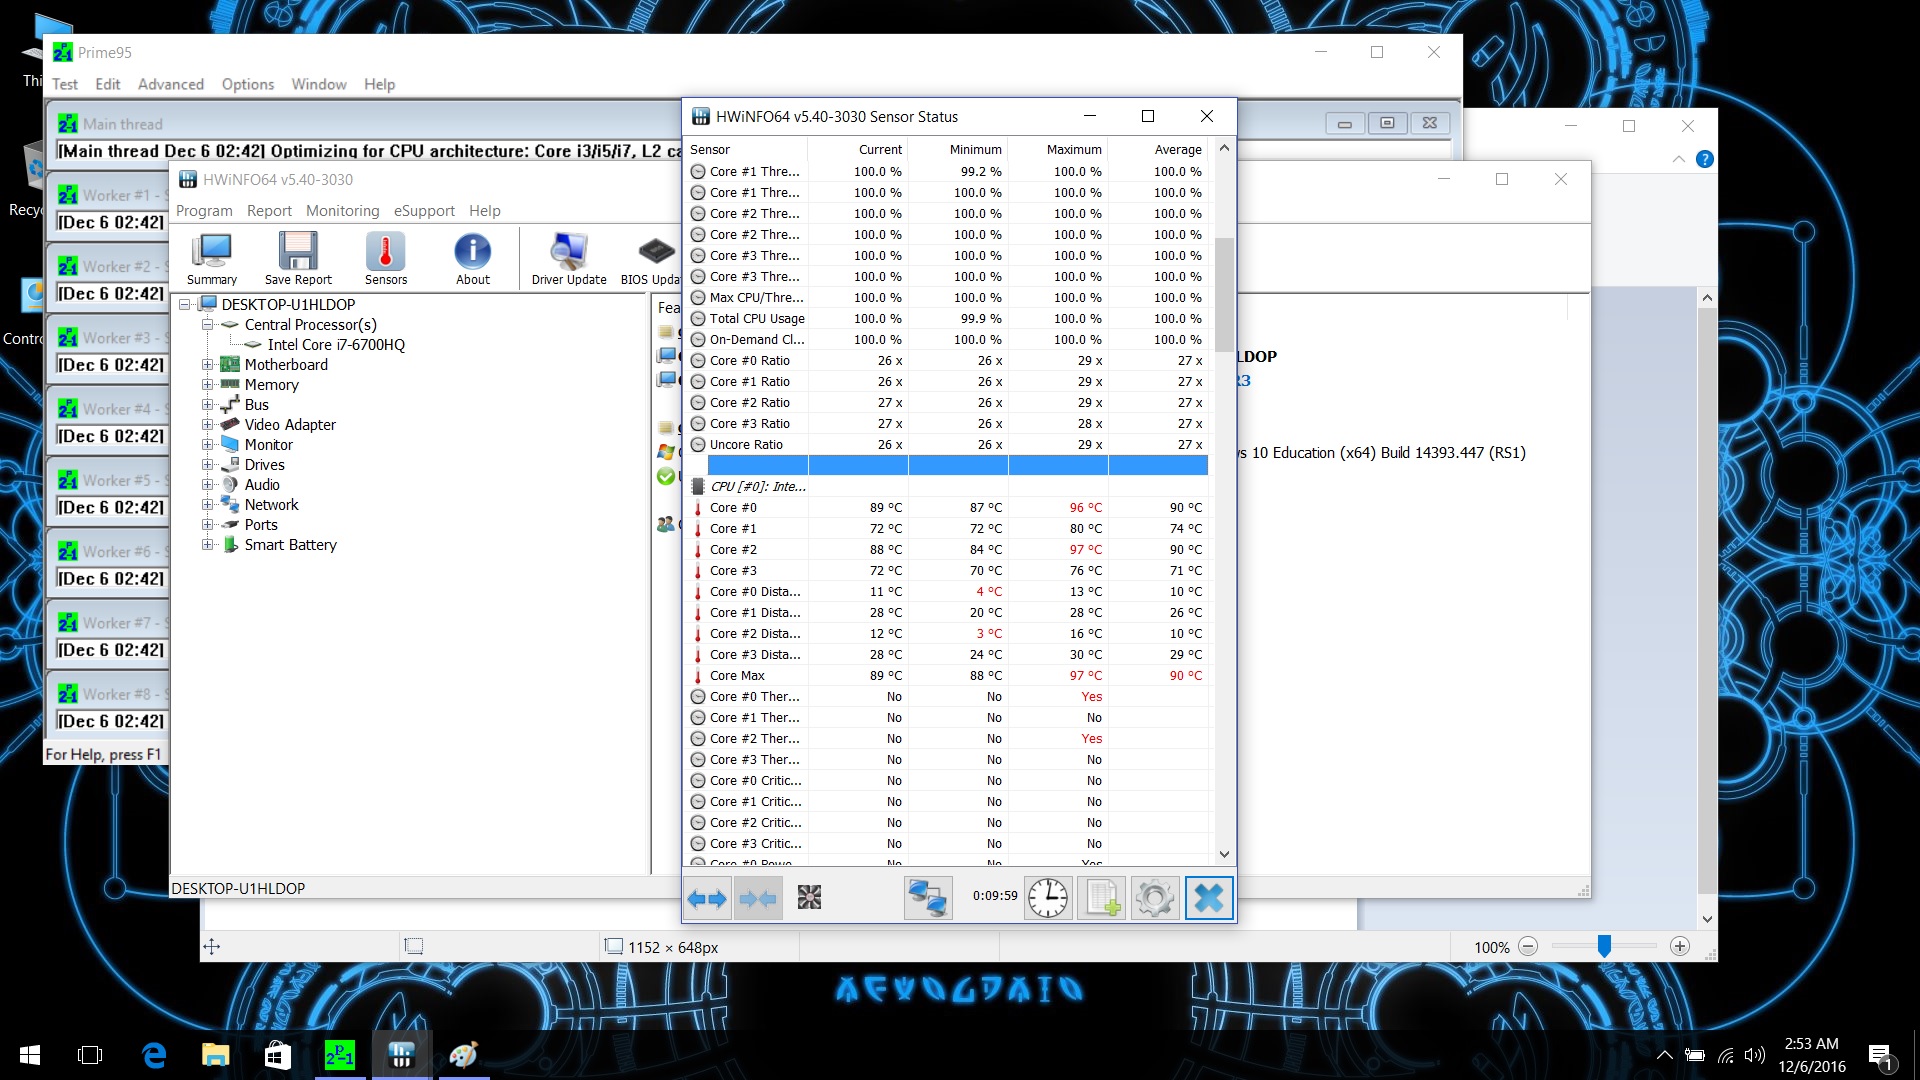 Thi
Recyc
Contro
Prime95
Test Edit Advanced Options Window Help
Main thread
[Main thread Dec 6 02:42] Optimizing for CPU architecture: Core i3/i5/i7, L2 ca
Worker #1 - S
[Dec 6 02:42]
Worker #2 - S
[Dec 6 02:42]
Worker #3 - S
[Dec 6 02:42]
Worker #4 - S
[Dec 6 02:42]
Worker #5 - S
[Dec 6 02:42]
Worker #6 - S
[Dec 6 02:42]
Worker #7 - S
[Dec 6 02:42]
Worker #8 - S
[Dec 6 02:42]
For Help, press F1
HWiNFO64 v5.40-3030
Program Report Monitoring eSupport Help
Summary Save Report Sensors About Driver Update BIOS Upda
DESKTOP-U1HLDOP
Central Processor(s)
Intel Core i7-6700HQ
Motherboard
Memory
Bus
Video Adapter
Monitor
Drives
Audio
Network
Ports
Smart Battery
Fea
LDOP
R3
s 10 Education (x64) Build 14393.447 (RS1)
DESKTOP-U1HLDOP
HWiNFO64 v5.40-3030 Sensor Status
Sensor Current Minimum Maximum Average
Core #1 Thre... 100.0 % 99.2 % 100.0 % 100.0 %
Core #1 Thre... 100.0 % 100.0 % 100.0 % 100.0 %
Core #2 Thre... 100.0 % 100.0 % 100.0 % 100.0 %
Core #2 Thre... 100.0 % 100.0 % 100.0 % 100.0 %
Core #3 Thre... 100.0 % 100.0 % 100.0 % 100.0 %
Core #3 Thre... 100.0 % 100.0 % 100.0 % 100.0 %
Max CPU/Thre... 100.0 % 100.0 % 100.0 % 100.0 %
Total CPU Usage 100.0 % 99.9 % 100.0 % 100.0 %
On-Demand Cl... 100.0 % 100.0 % 100.0 % 100.0 %
Core #0 Ratio 26 x 26 x 29 x 27 x
Core #1 Ratio 26 x 26 x 29 x 27 x
Core #2 Ratio 27 x 26 x 29 x 27 x
Core #3 Ratio 27 x 26 x 28 x 27 x
Uncore Ratio 26 x 26 x 29 x 27 x
CPU [#0]: Inte...
Core #0 89 °C 87 °C 96 °C 90 °C
Core #1 72 °C 72 °C 80 °C 74 °C
Core #2 88 °C 84 °C 97 °C 90 °C
Core #3 72 °C 70 °C 76 °C 71 °C
Core #0 Dista... 11 °C 4 °C 13 °C 10 °C
Core #1 Dista... 28 °C 20 °C 28 °C 26 °C
Core #2 Dista... 12 °C 3 °C 16 °C 10 °C
Core #3 Dista... 28 °C 24 °C 30 °C 29 °C
Core Max 89 °C 88 °C 97 °C 90 °C
Core #0 Ther... No No Yes
Core #1 Ther... No No No
Core #2 Ther... No No Yes
Core #3 Ther... No No No
Core #0 Critic... No No No
Core #1 Critic... No No No
Core #2 Critic... No No No
Core #3 Critic... No No No
Core #0 Powe... No No Yes
0:09:59
1152 × 648px
100%
2:53 AM
12/6/2016
1